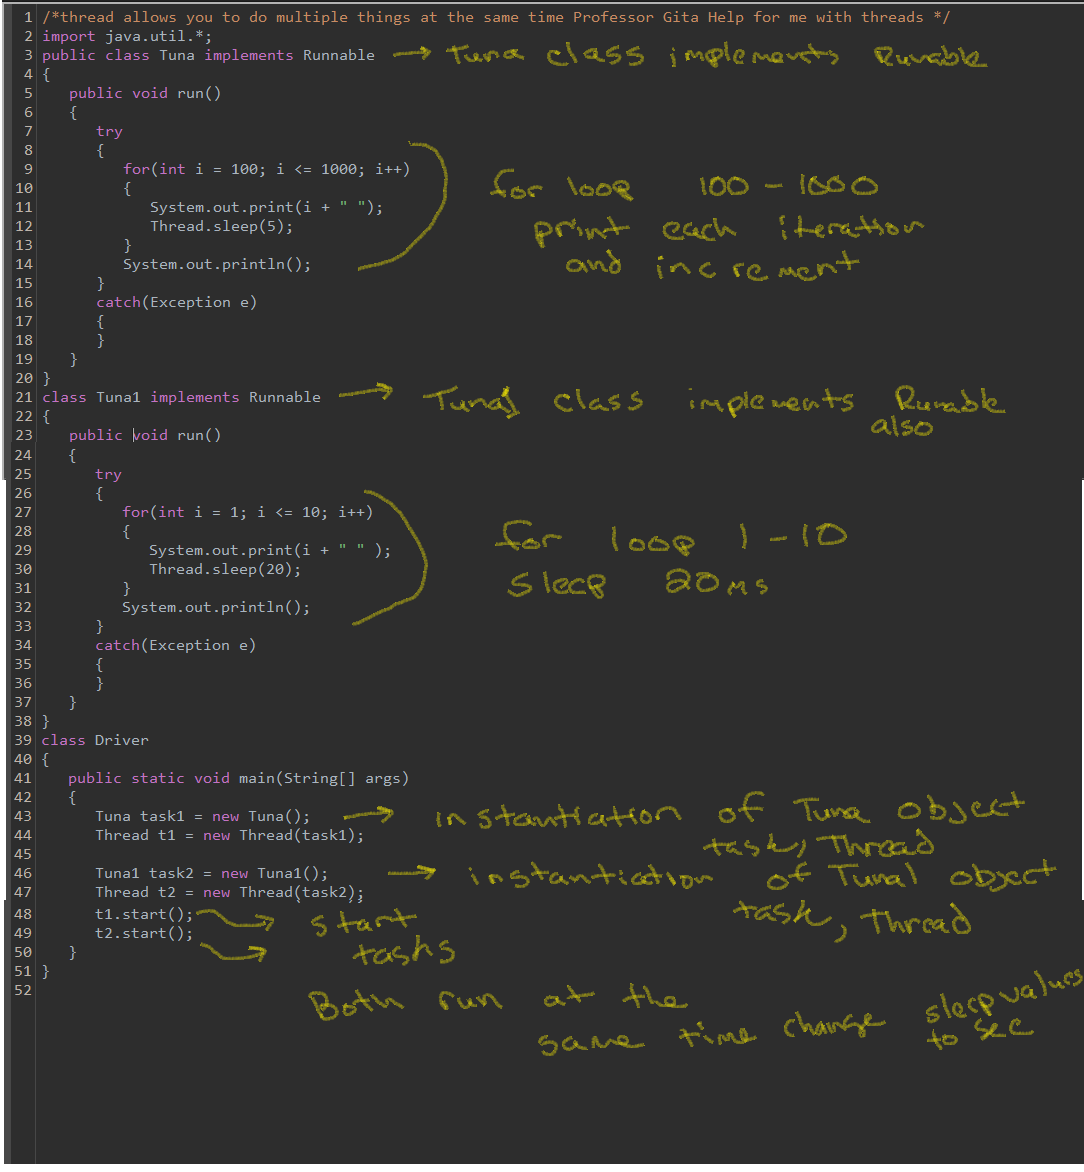 1 /*thread allows you to do multiple things at the same time Professor Gita Help for me with threads */
2 import java.util.*;
3 public class Tuna implements Runnable → Tuna class implements Runable
4 {
5 public void run()
6 {
7 try
8 {
9 for(int i = 100; i <= 1000; i++)
10 { for loop 100 - 1000
11 System.out.print(i + " ");
12 Thread.sleep(5); print each iteration
13 }
14 System.out.println(); and increment
15 }
16 catch(Exception e)
17 {
18 }
19 }
20 }
21 class Tuna1 implements Runnable → Tuna1 class implements Runable
22 { also
23 public void run()
24 {
25 try
26 {
27 for(int i = 1; i <= 10; i++)
28 { for loop 1 - 10
29 System.out.print(i + " " );
30 Thread.sleep(20); Sleep 20 ms
31 }
32 System.out.println();
33 }
34 catch(Exception e)
35 {
36 }
37 }
38 }
39 class Driver
40 {
41 public static void main(String[] args)
42 {
43 Tuna task1 = new Tuna(); → instantiation of Tuna object
44 Thread t1 = new Thread(task1); task, Thread
45
46 Tuna1 task2 = new Tuna1(); → instantiation of Tuna1 object
47 Thread t2 = new Thread(task2); task, Thread
48 t1.start(); → start
49 t2.start(); → tasks
50 }
51 }
52
Both run at the
same time change sleep values
to see